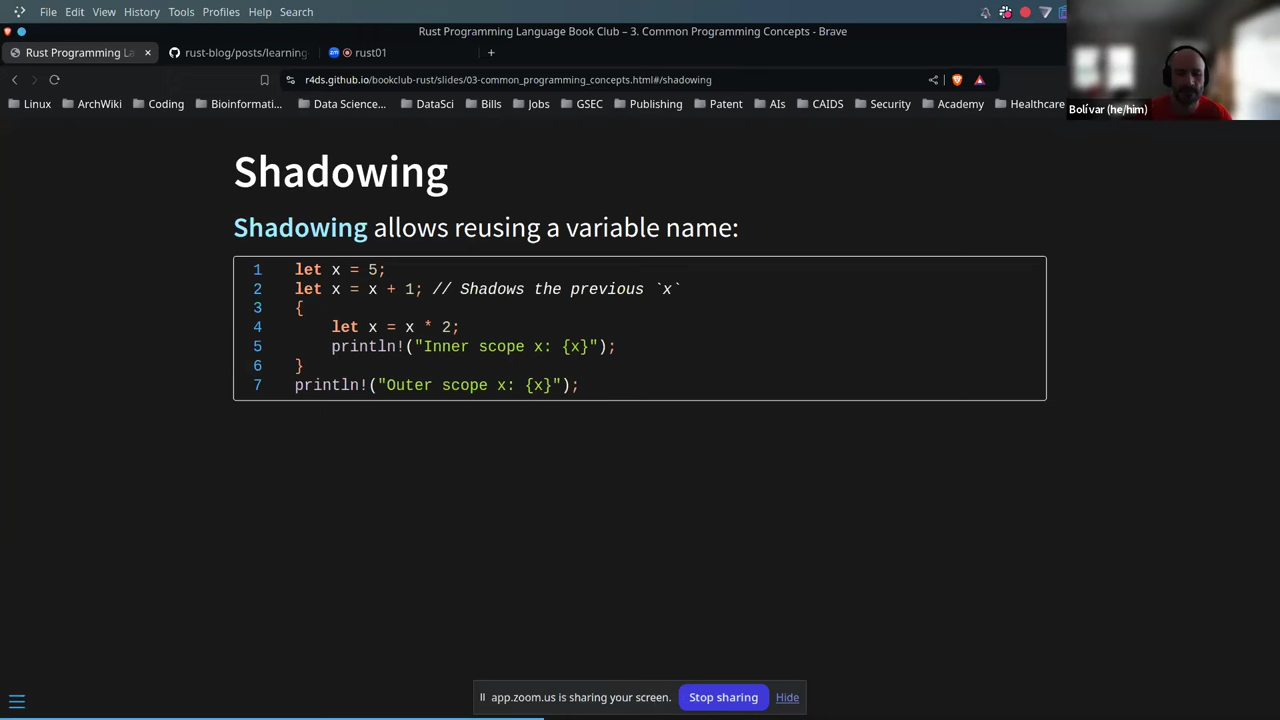 File Edit View History Tools Profiles Help Search
Rust Programming Language Book Club – 3. Common Programming Concepts - Brave
Rust Programming La × rust-blog/posts/learning zm rust01 +
r4ds.github.io/bookclub-rust/slides/03-common_programming_concepts.html#/shadowing
Linux ArchWiki Coding Bioinformati... Data Science... DataSci Bills Jobs GSEC Publishing Patent AIs CAIDS Security Academy Healthcare
Bolívar (he/him)
Shadowing
Shadowing allows reusing a variable name:
1 let x = 5;
2 let x = x + 1; // Shadows the previous `x`
3 {
4 let x = x * 2;
5 println!("Inner scope x: {x}");
6 }
7 println!("Outer scope x: {x}");
app.zoom.us is sharing your screen. Stop sharing Hide